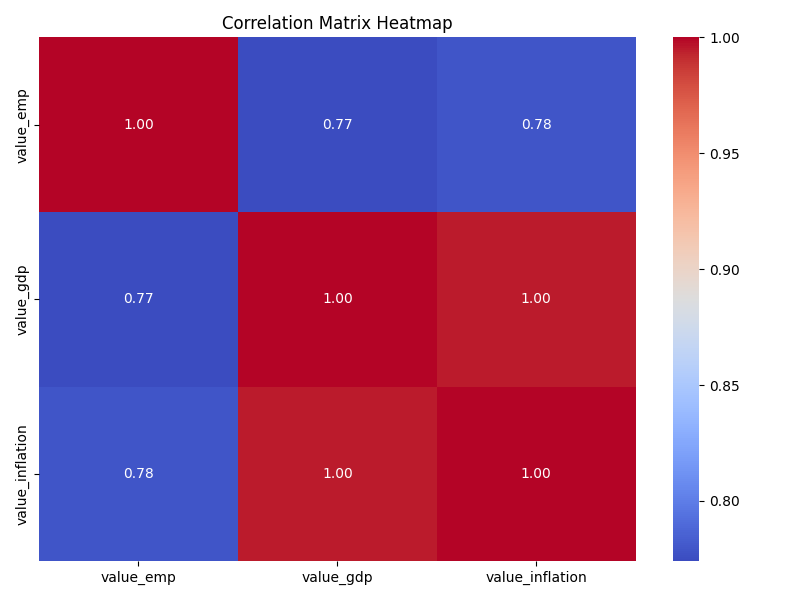 Correlation Matrix Heatmap
value_emp
1.00 0.77 0.78
value_gdp
0.77 1.00 1.00
value_inflation
0.78 1.00 1.00
value_emp value_gdp value_inflation
1.00
0.95
0.90
0.85
0.80